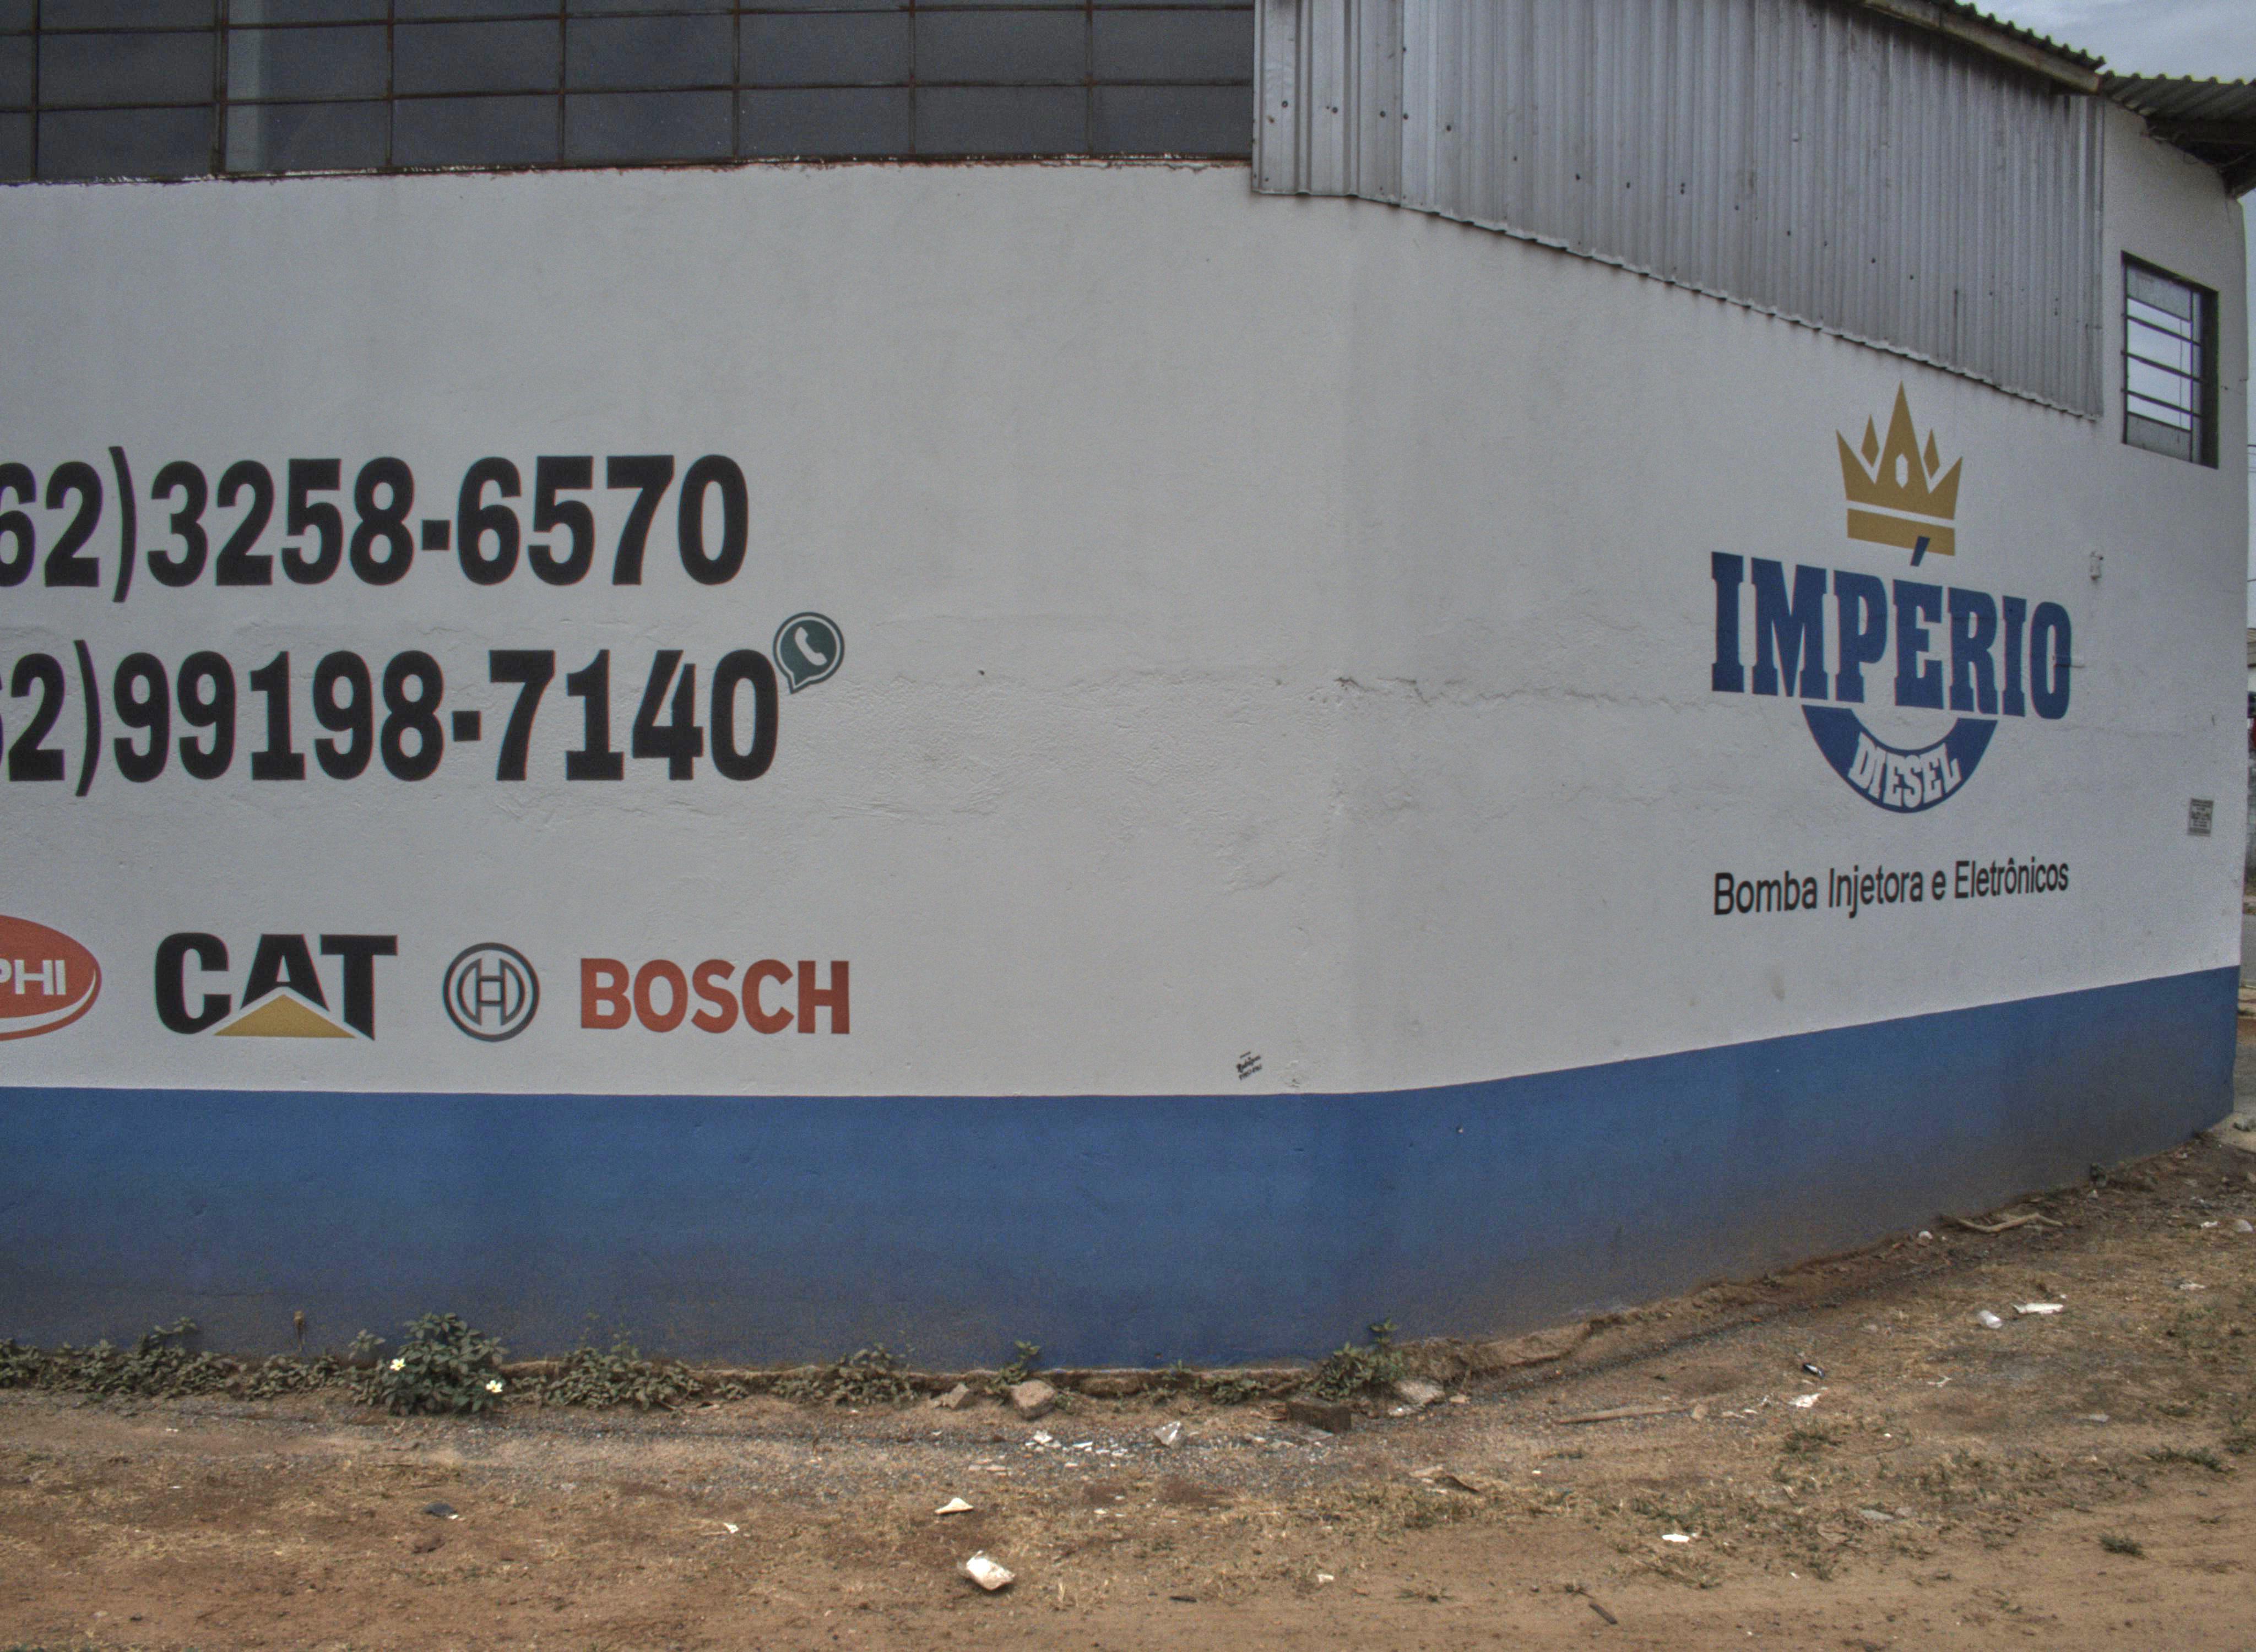 62)3258-6570
62)99198-7140
PHI
CAT
BOSCH
IMPÉRIO
DIESEL
Bomba Injetora e Eletrônicos